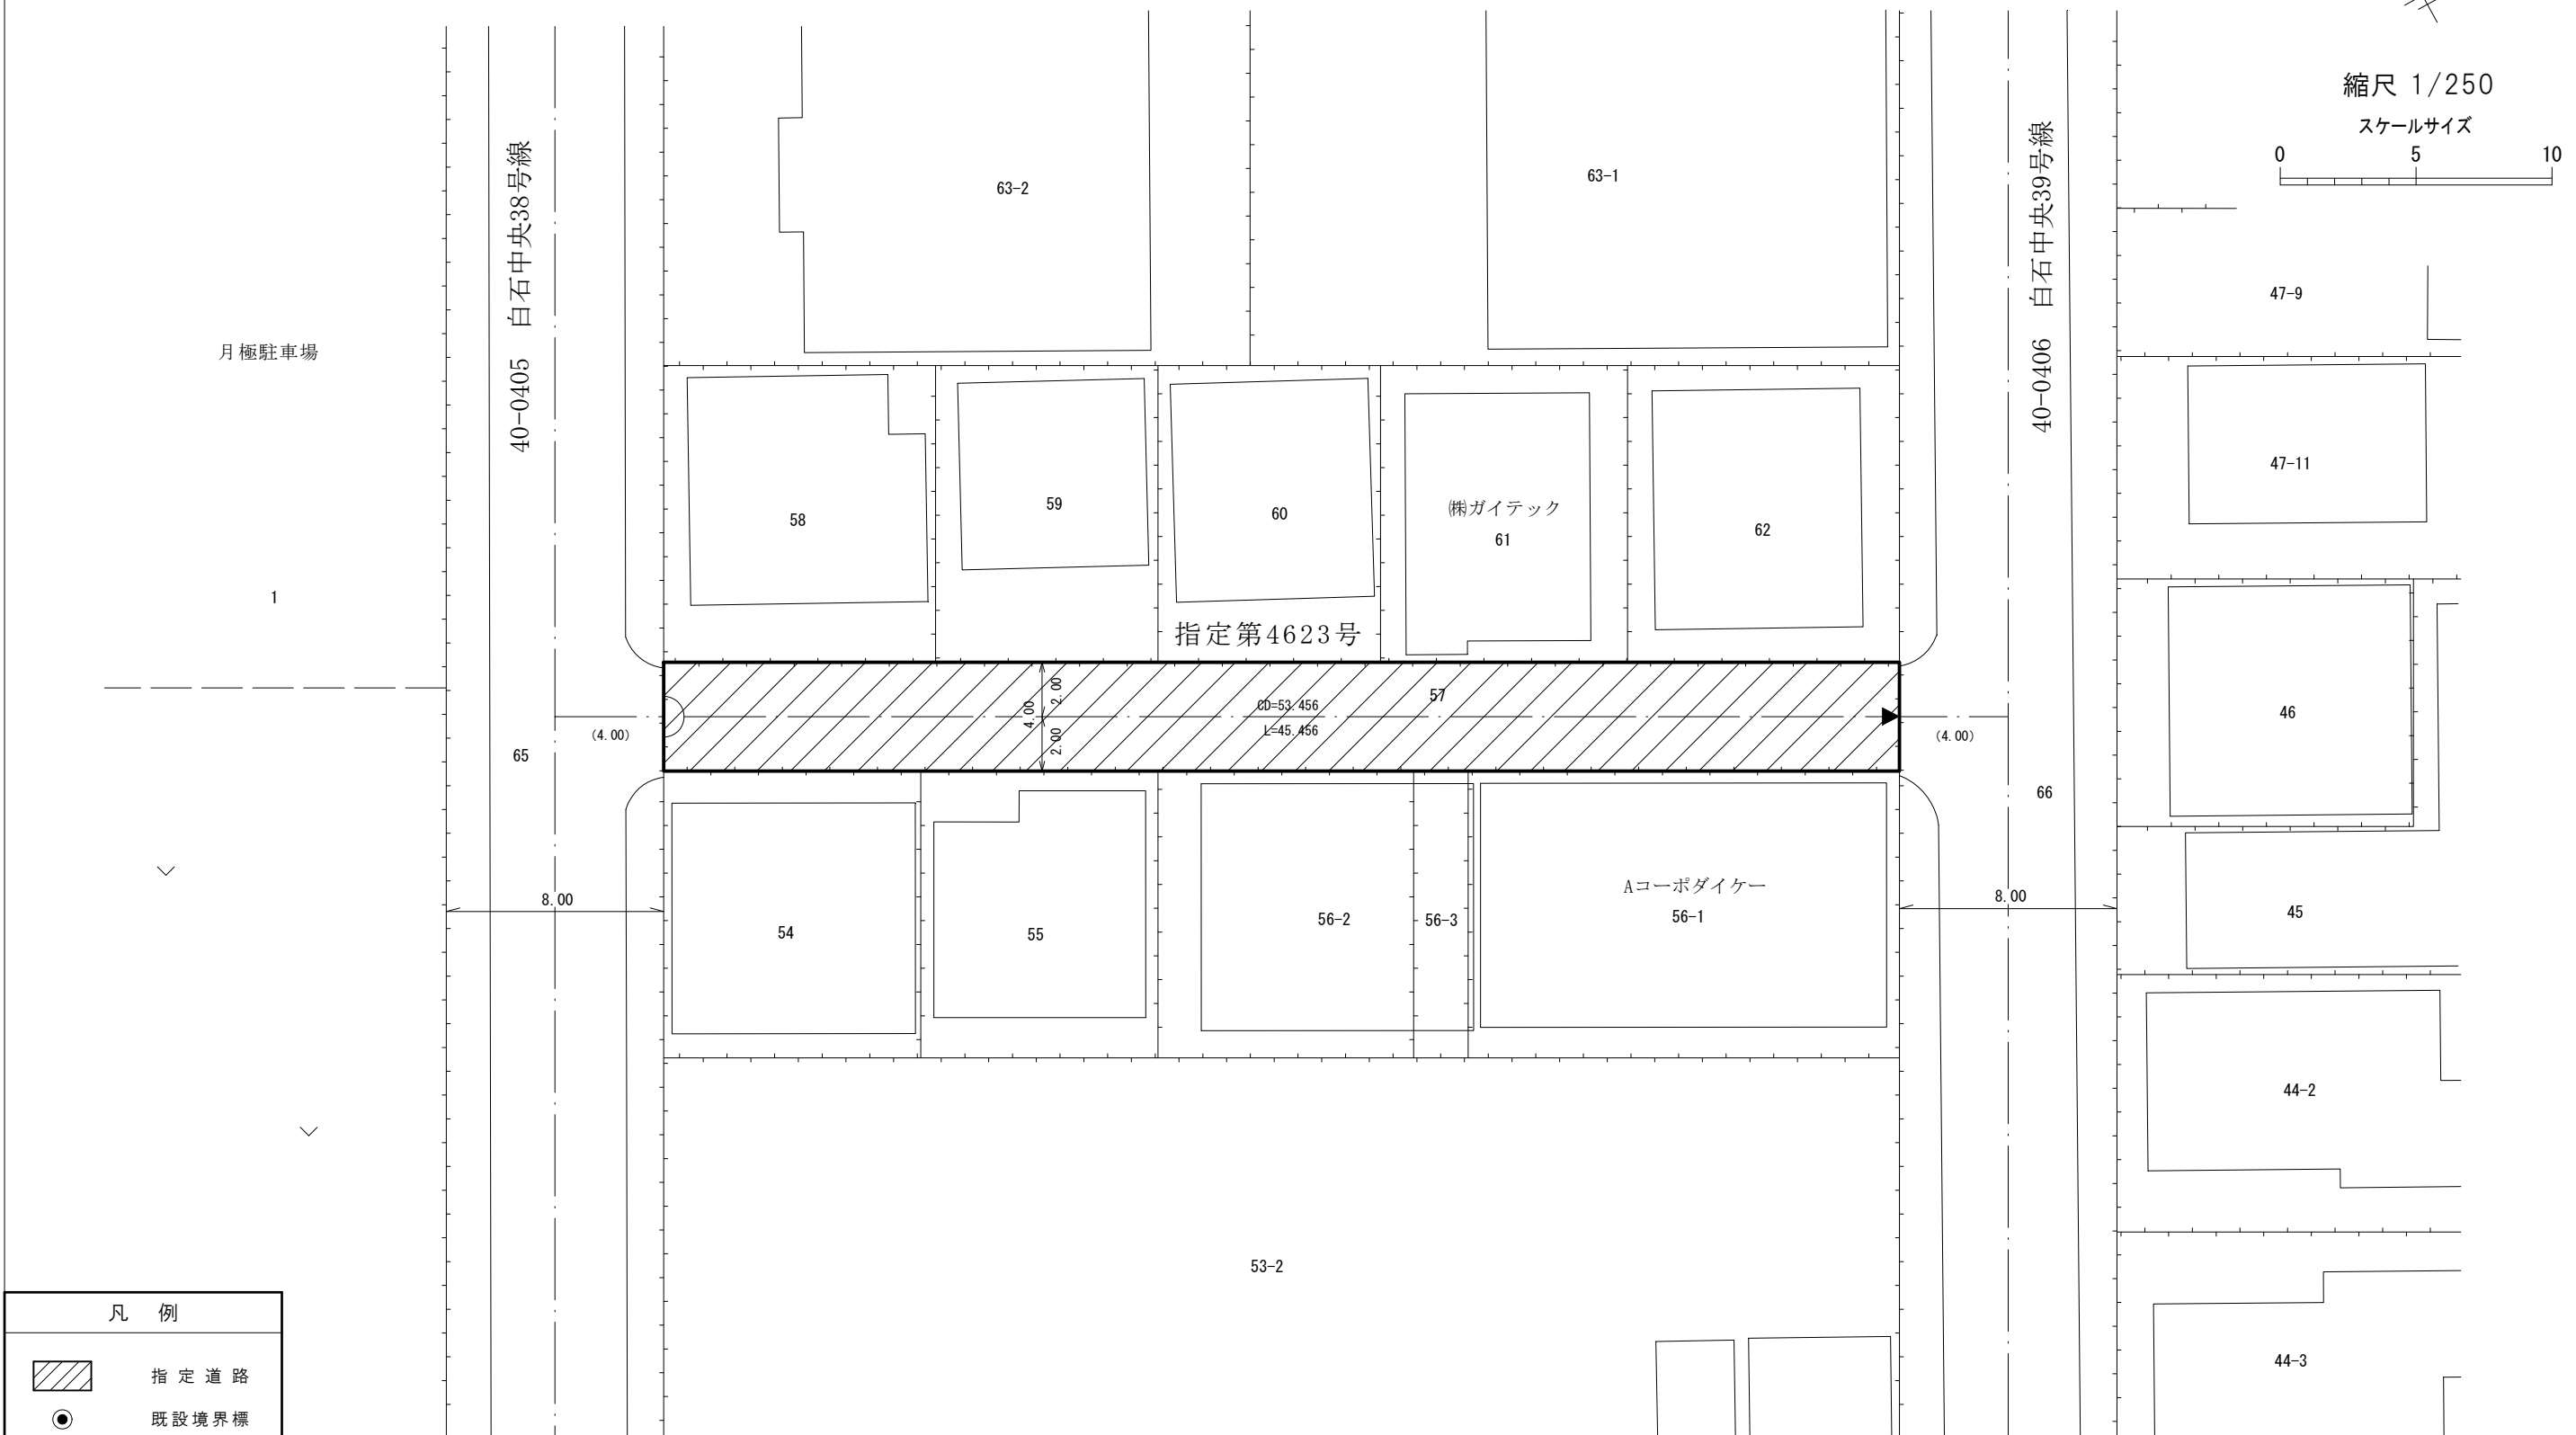 縮尺 1/250
スケールサイズ
0 5 10
40-0405 白石中央38号線
40-0406 白石中央39号線
63-2
63-1
47-9
月極駐車場
47-11
58
59
60
㈱ガイテック
61
62
1
指定第4623号
57
2.00
4.00
2.00
CD=53.456
L=45.456
(4.00)
(4.00)
65
66
46
8.00
8.00
54
55
56-2
56-3
Aコーポダイケー
56-1
45
44-2
53-2
44-3
凡 例
指定道路
既設境界標